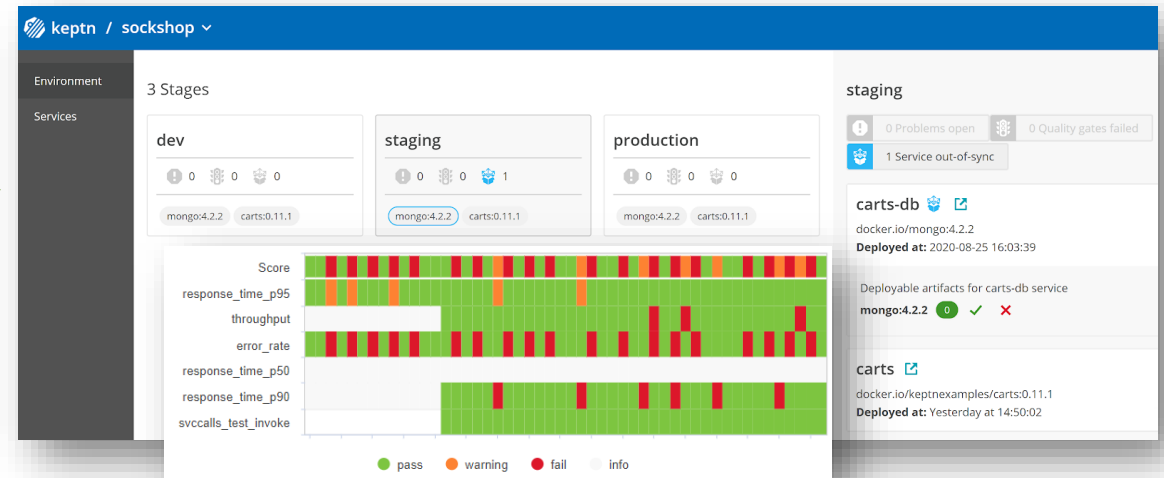 keptn / sockshop
Environment
Services
3 Stages
dev
0 0 0
mongo:4.2.2 carts:0.11.1
staging
0 0 1
mongo:4.2.2 carts:0.11.1
production
0 0 0
mongo:4.2.2 carts:0.11.1
Score
response_time_p95
throughput
error_rate
response_time_p50
response_time_p90
svccalls_test_invoke
pass warning fail info
staging
0 Problems open 0 Quality gates failed
1 Service out-of-sync
carts-db
docker.io/mongo:4.2.2
Deployed at: 2020-08-25 16:03:39
Deployable artifacts for carts-db service
mongo:4.2.2 0
carts
docker.io/keptnexamples/carts:0.11.1
Deployed at: Yesterday at 14:50:02